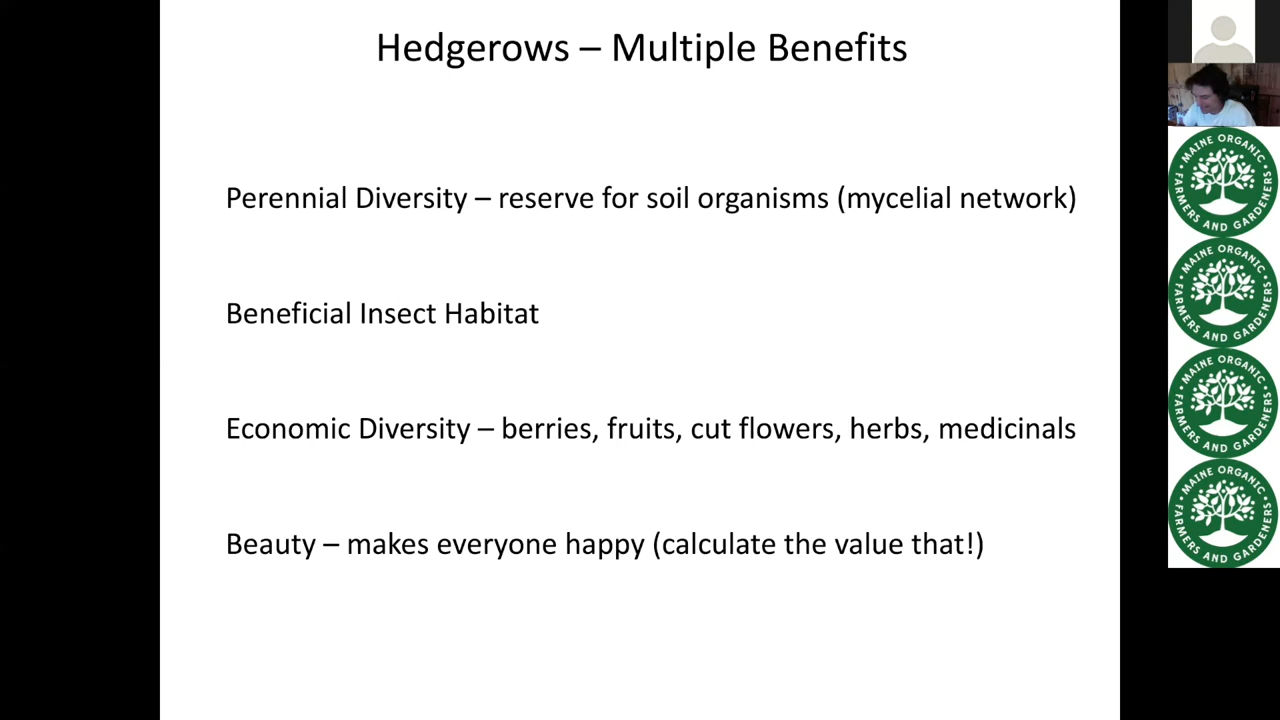 Hedgerows – Multiple Benefits
Perennial Diversity – reserve for soil organisms (mycelial network)
Beneficial Insect Habitat
Economic Diversity – berries, fruits, cut flowers, herbs, medicinals
Beauty – makes everyone happy (calculate the value that!)
MAINE ORGANIC
FARMERS AND GARDENERS
MAINE ORGANIC
FARMERS AND GARDENERS
MAINE ORGANIC
FARMERS AND GARDENERS
MAINE ORGANIC
FARMERS AND GARDENERS